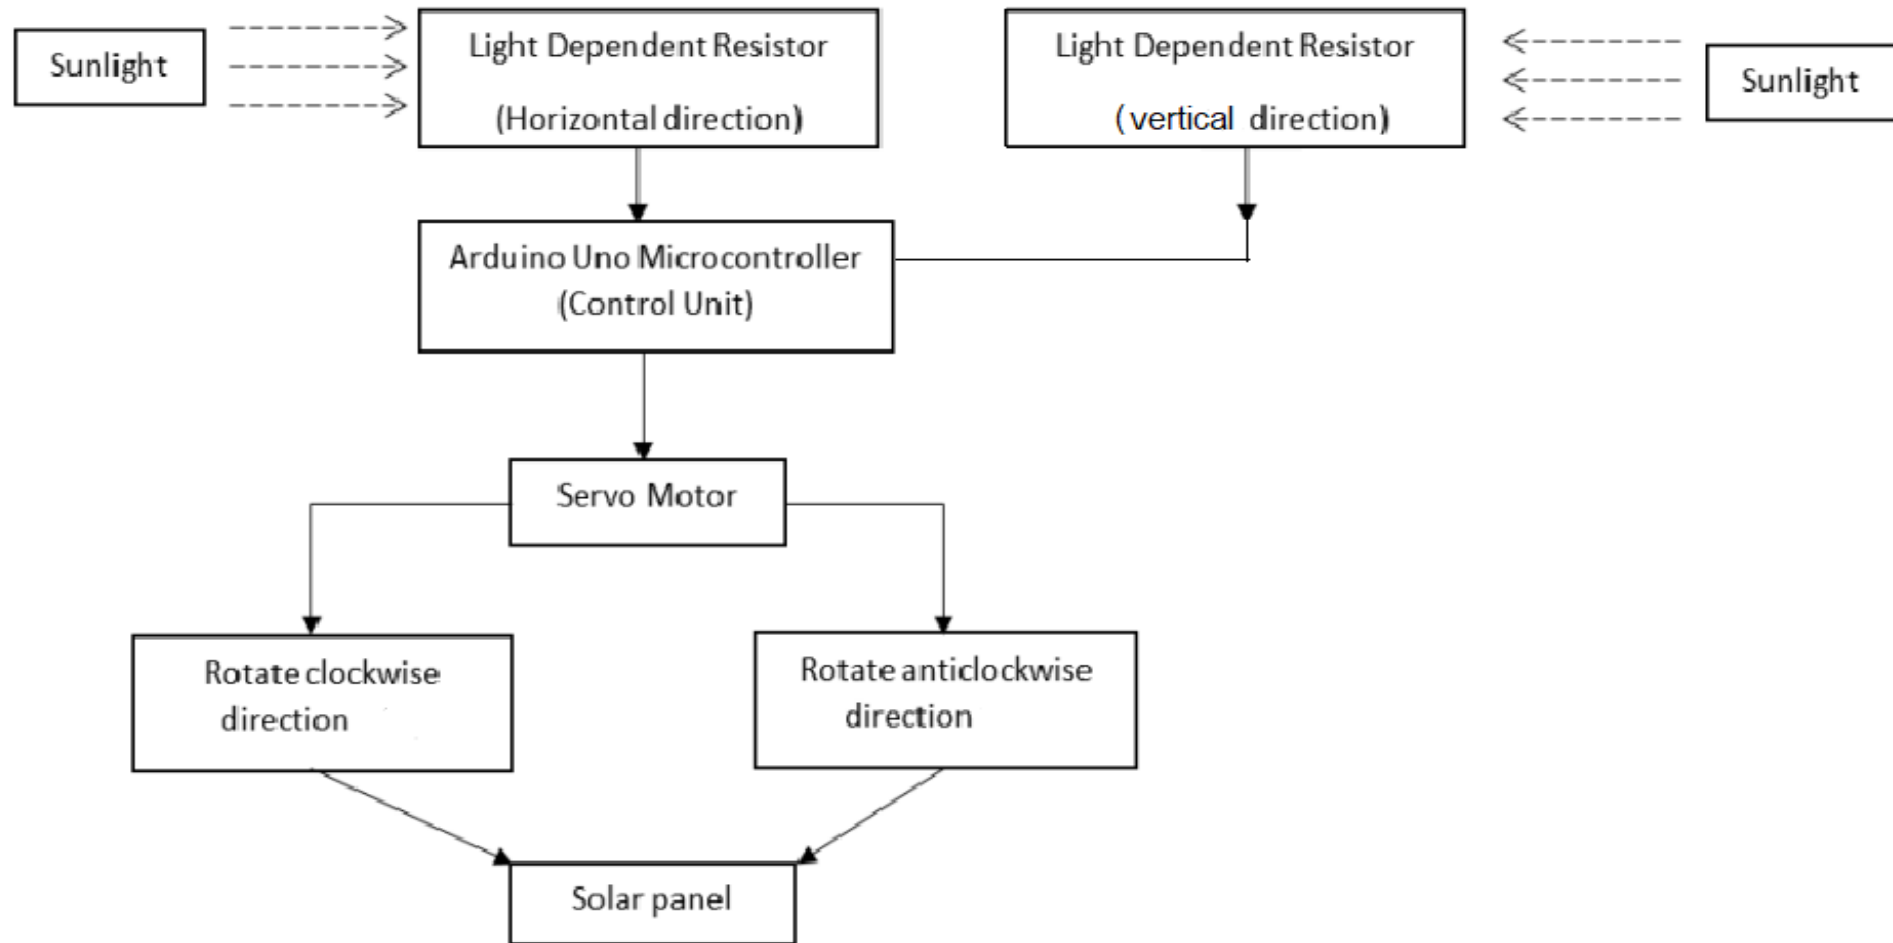 Sunlight
Light Dependent Resistor
(Horizontal direction)
Light Dependent Resistor
(vertical direction)
Sunlight
Arduino Uno Microcontroller
(Control Unit)
Servo Motor
Rotate clockwise
direction
Rotate anticlockwise
direction
Solar panel